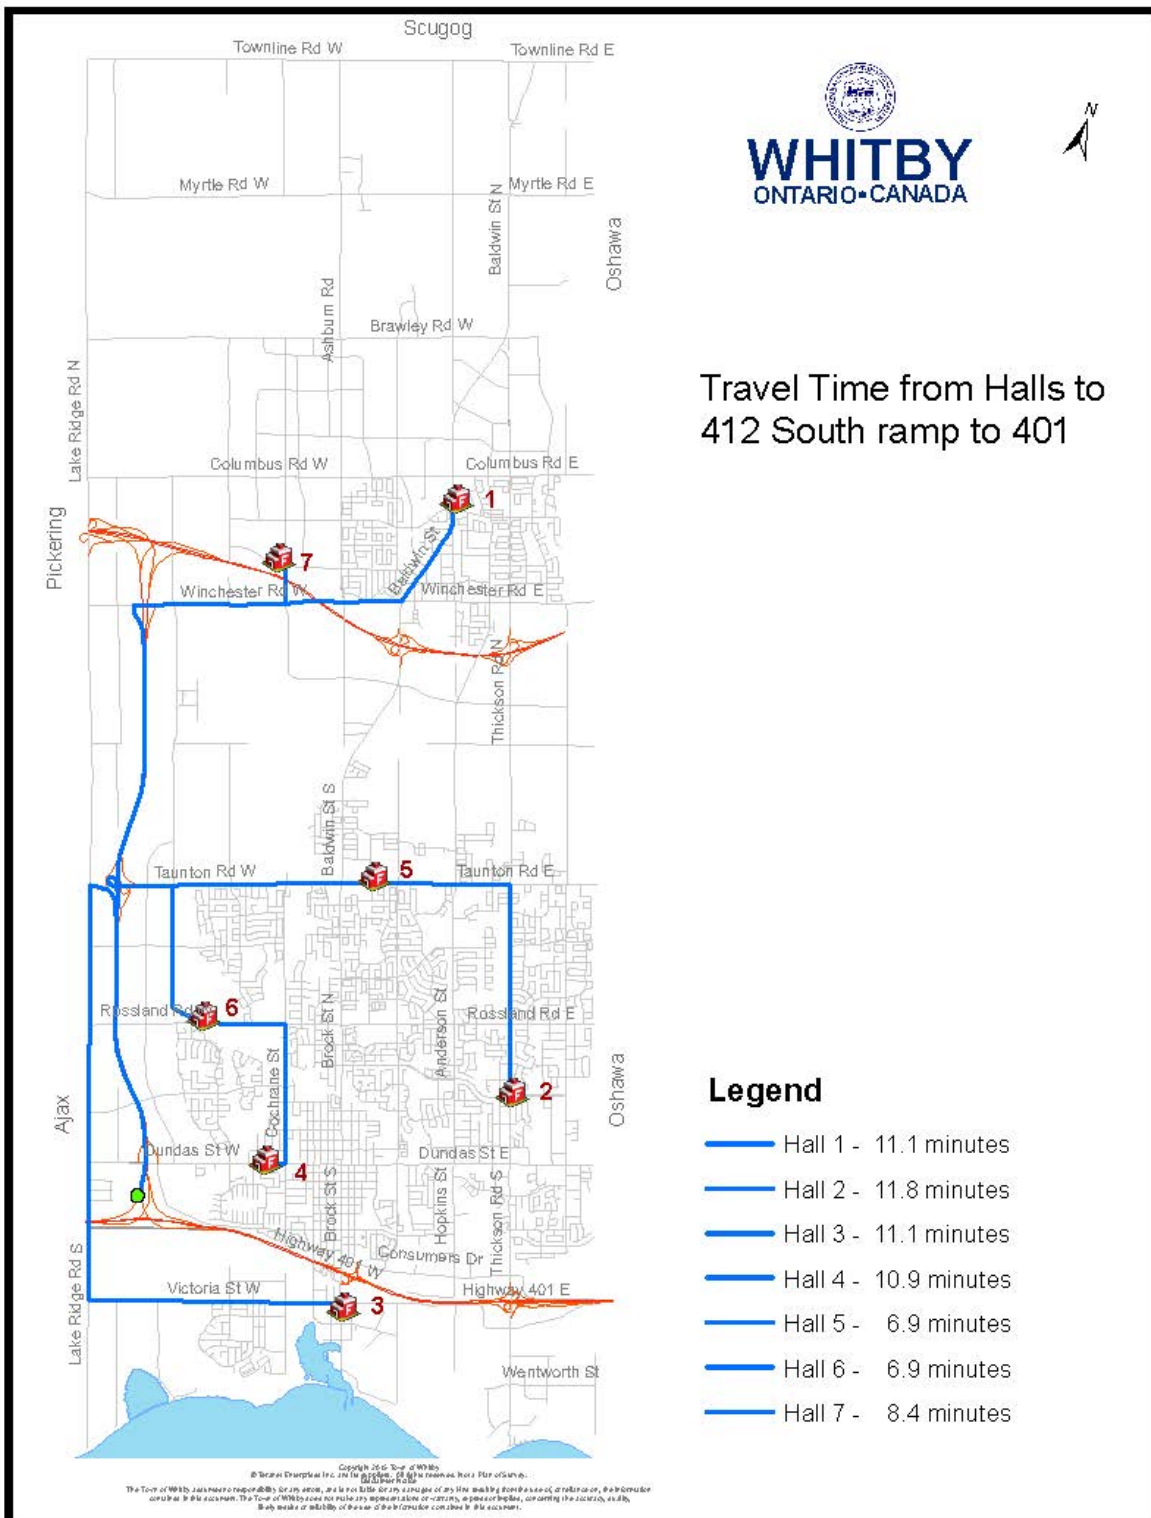 Scugog
Townline Rd W
Townline Rd E
WHITBY
ONTARIO•CANADA
N
Myrtle Rd W
Myrtle Rd E
Baldwin St N
Oshawa
Ashburn Rd
Brawley Rd W
Lake Ridge Rd N
Travel Time from Halls to
412 South ramp to 401
Columbus Rd W
Columbus Rd E
1
Pickering
Baldwin St
7
Winchester Rd W
Winchester Rd E
Thickson Rd N
Baldwin St S
Taunton Rd W
5
Taunton Rd E
6
Rossland Rd
Brock St N
Anderson St
Rossland Rd E
Cochrane St
2
Oshawa
Ajax
Dundas St W
4
Dundas St E
Brock St S
Hopkins St
Thickson Rd S
Highway 401 W
Consumers Dr
Lake Ridge Rd S
Victoria St W
3
Highway 401 E
Wentworth St
Legend
Hall 1 - 11.1 minutes
Hall 2 - 11.8 minutes
Hall 3 - 11.1 minutes
Hall 4 - 10.9 minutes
Hall 5 - 6.9 minutes
Hall 6 - 6.9 minutes
Hall 7 - 8.4 minutes